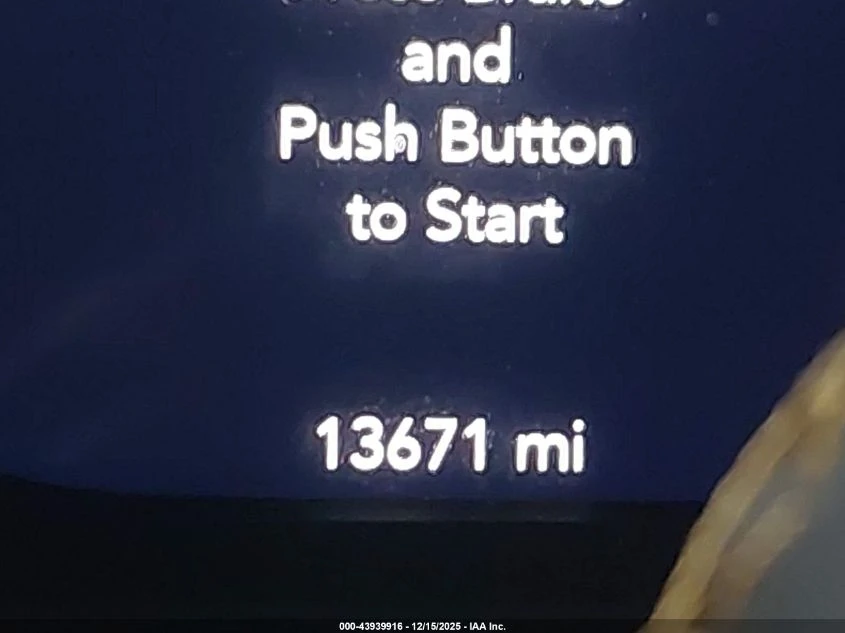 and
Push Button
to Start
13671 mi
000-43939916 - 12/15/2025 - IAA Inc.